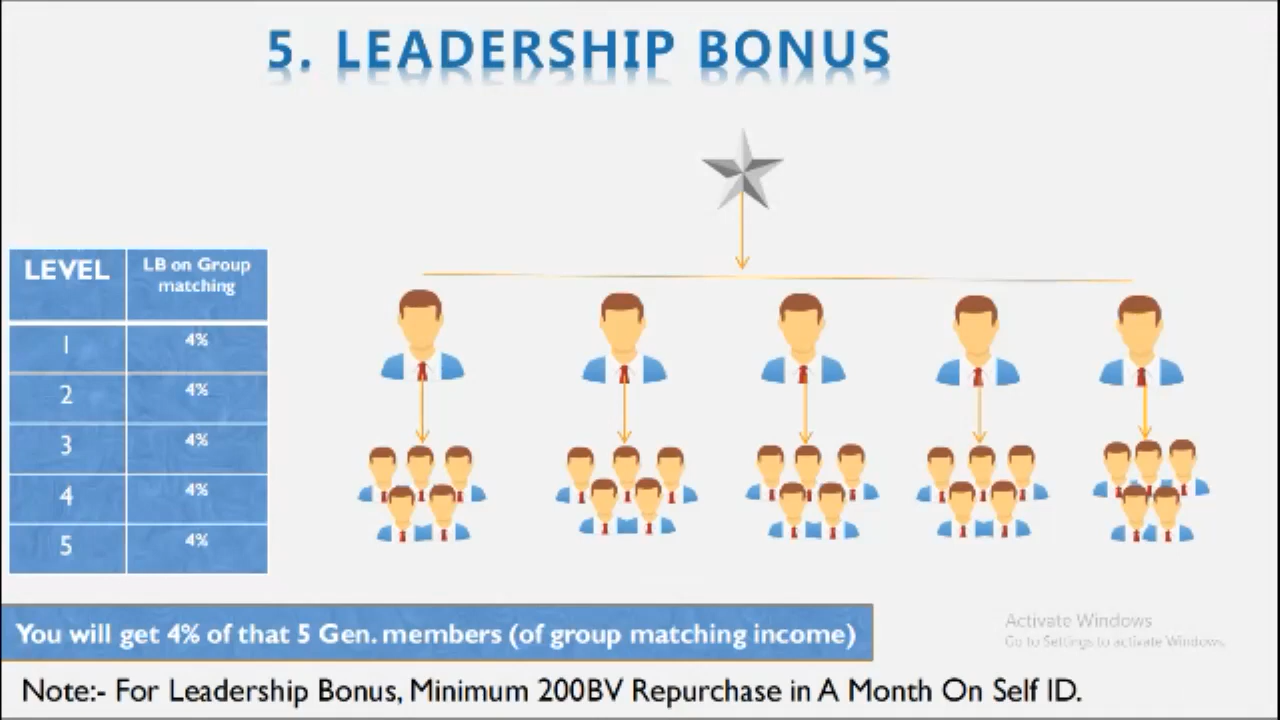 5. LEADERSHIP BONUS
LEVEL
LB on Group
matching
1
4%
2
4%
3
4%
4
4%
5
4%
You will get 4% of that 5 Gen. members (of group matching income)
Activate Windows
Go to Settings to activate Windows.
Note:- For Leadership Bonus, Minimum 200BV Repurchase in A Month On Self ID.